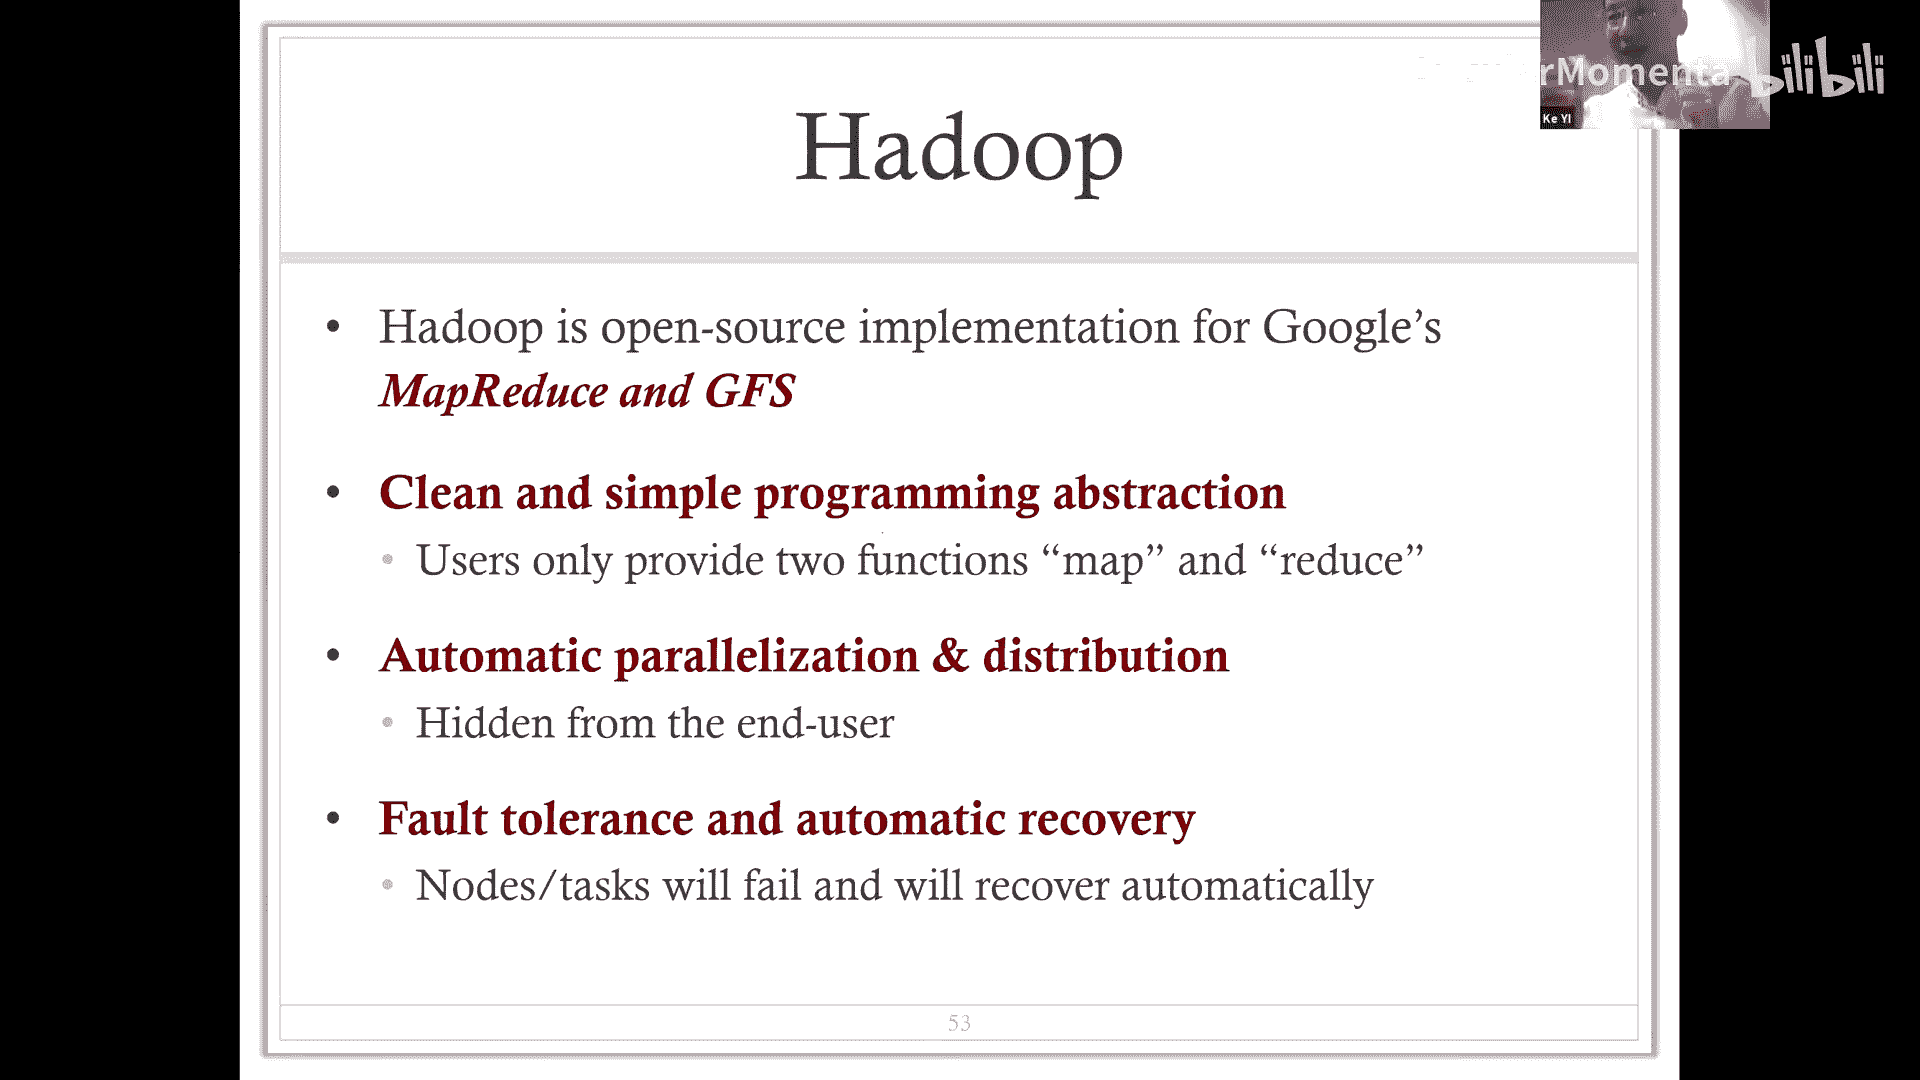 rMomenta
bilibili
Ke YI
Hadoop
• Hadoop is open-source implementation for Google’s
MapReduce and GFS
• Clean and simple programming abstraction
• Users only provide two functions “map” and “reduce”
• Automatic parallelization & distribution
• Hidden from the end-user
• Fault tolerance and automatic recovery
• Nodes/tasks will fail and will recover automatically
53